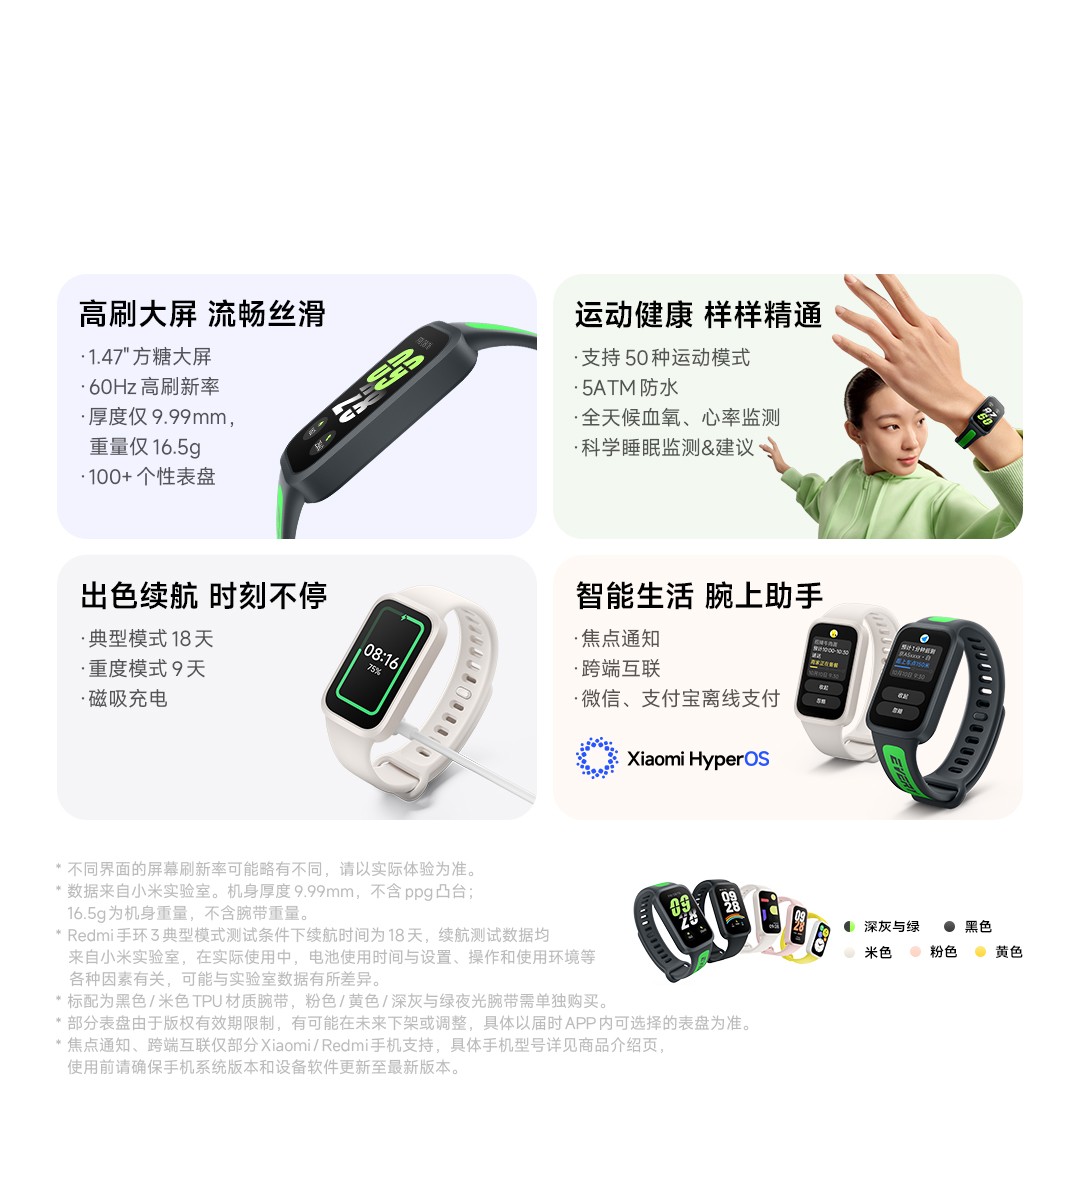 高刷大屏 流畅丝滑
·1.47"方糖大屏
·60Hz 高刷新率
·厚度仅 9.99mm，
重量仅 16.5g
·100+ 个性表盘
运动健康 样样精通
·支持 50 种运动模式
·5ATM 防水
·全天候血氧、心率监测
·科学睡眠监测&建议
出色续航 时刻不停
·典型模式 18 天
·重度模式 9 天
·磁吸充电
08:16
75%
智能生活 腕上助手
·焦点通知
·跨端互联
·微信、支付宝离线支付
Xiaomi HyperOS
收起
忽略
收起
忽略
* 不同界面的屏幕刷新率可能略有不同，请以实际体验为准。
* 数据来自小米实验室。机身厚度 9.99mm，不含 ppg 凸台；
16.5g 为机身重量，不含腕带重量。
* Redmi 手环 3 典型模式测试条件下续航时间为 18 天，续航测试数据均
来自小米实验室，在实际使用中，电池使用时间与设置、操作和使用环境等
各种因素有关，可能与实验室数据有所差异。
* 标配为黑色 / 米色 TPU 材质腕带，粉色 / 黄色 / 深灰与绿夜光腕带需单独购买。
* 部分表盘由于版权有效期限制，有可能在未来下架或调整，具体以届时 APP 内可选择的表盘为准。
* 焦点通知、跨端互联仅部分 Xiaomi / Redmi 手机支持，具体手机型号详见商品介绍页，
使用前请确保手机系统版本和设备软件更新至最新版本。
09
28
09
28
深灰与绿 黑色
米色 粉色 黄色